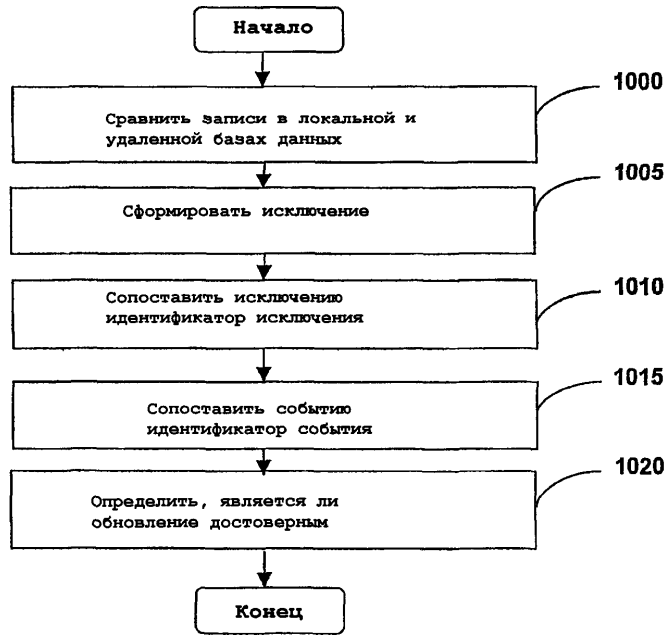 Начало
1000
Сравнить записи в локальной и
удаленной базах данных
1005
Сформировать исключение
1010
Сопоставить исключению
идентификатор исключения
1015
Сопоставить событию
идентификатор события
1020
Определить, является ли
обновление достоверным
Конец